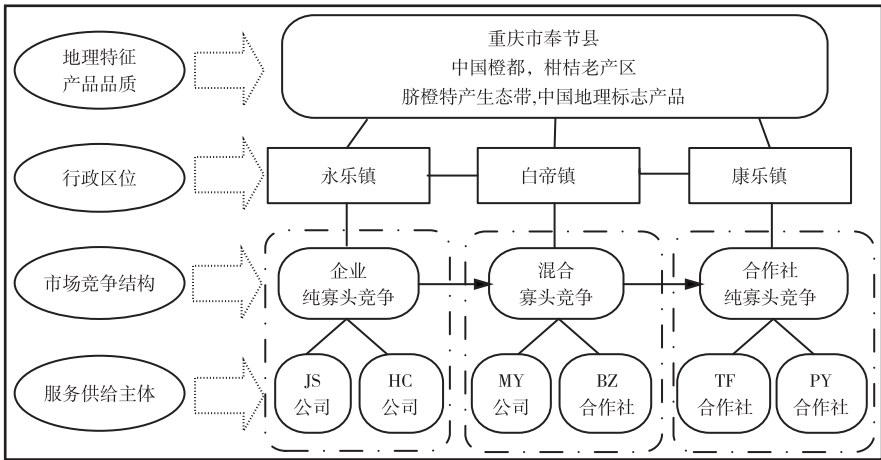 地理特征
产品品质
重庆市奉节县
中国橙都，柑桔老产区
脐橙特产生态带,中国地理标志产品
行政区位
永乐镇
白帝镇
康乐镇
市场竞争结构
企业
纯寡头竞争
混合
寡头竞争
合作社
纯寡头竞争
服务供给主体
JS
公司
HC
公司
MY
公司
BZ
合作社
TF
合作社
PY
合作社